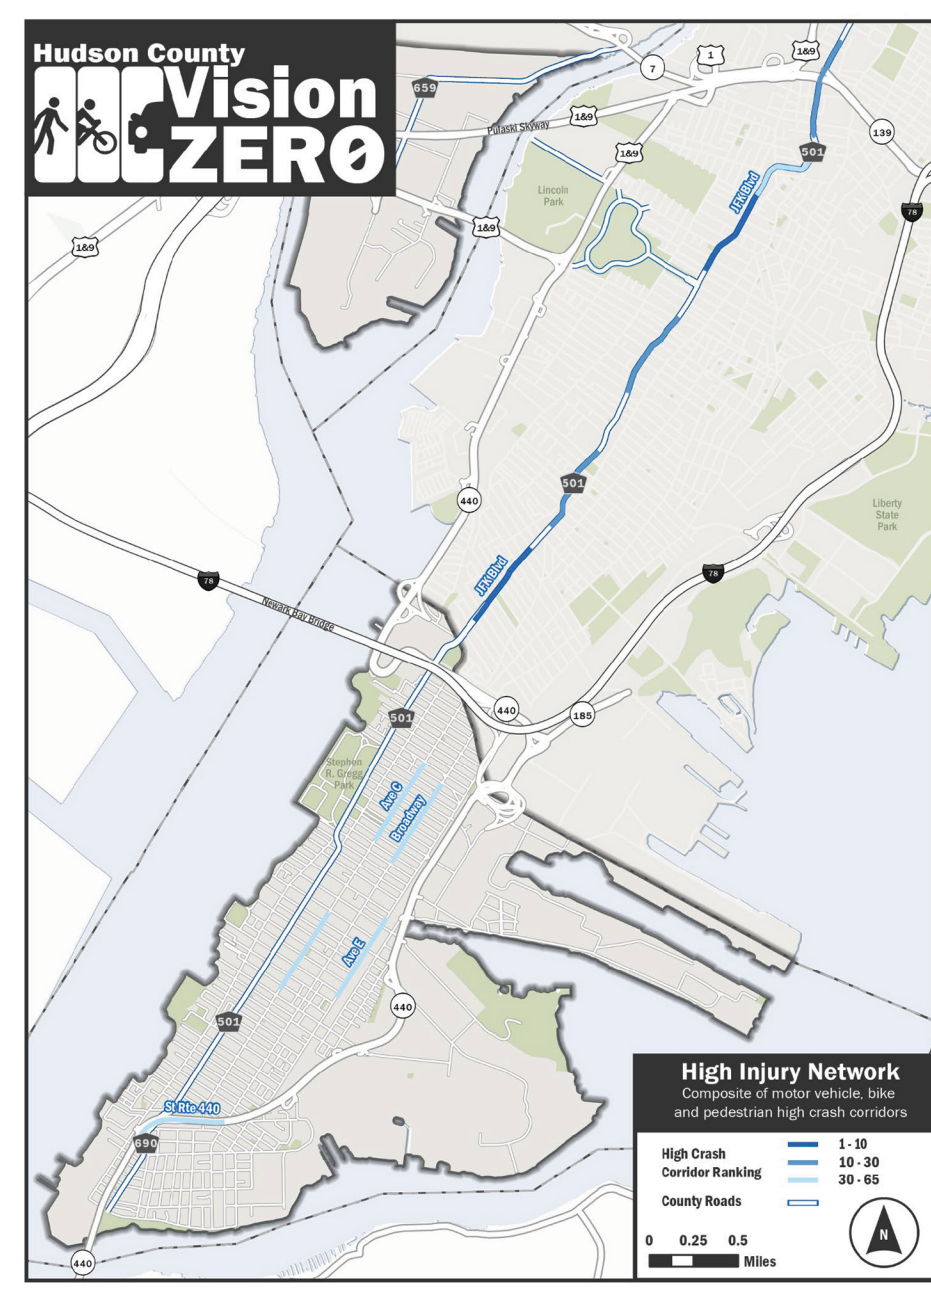 Hudson County
Vision
ZERO
659
7
1
1&9
1&9
Pulaski Skyway
139
1&9
501
Lincoln
Park
JFK Blvd
78
1&9
1&9
501
440
Liberty
State
Park
JFK Blvd
78
78
Newark Bay Bridge
501
440
185
Stephen
R. Gregg
Park
Ave C
Broadway
Ave E
440
501
St Rte 440
690
440
High Injury Network
Composite of motor vehicle, bike
and pedestrian high crash corridors
High Crash
Corridor Ranking
1 - 10
10 - 30
30 - 65
County Roads
N
0 0.25 0.5
Miles